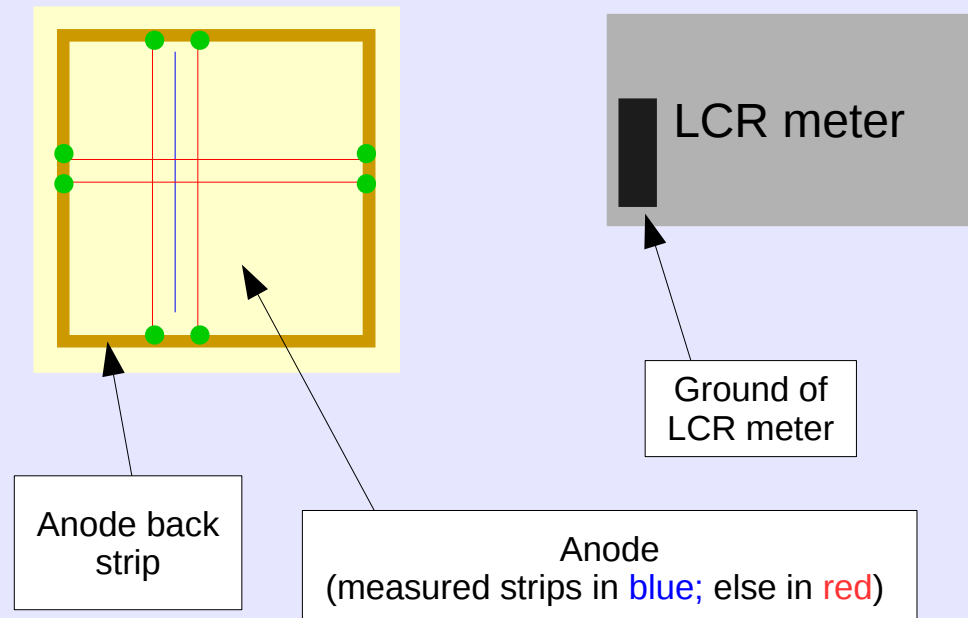 LCR meter
Ground of
LCR meter
Anode back
strip
Anode
(measured strips in blue; else in red)